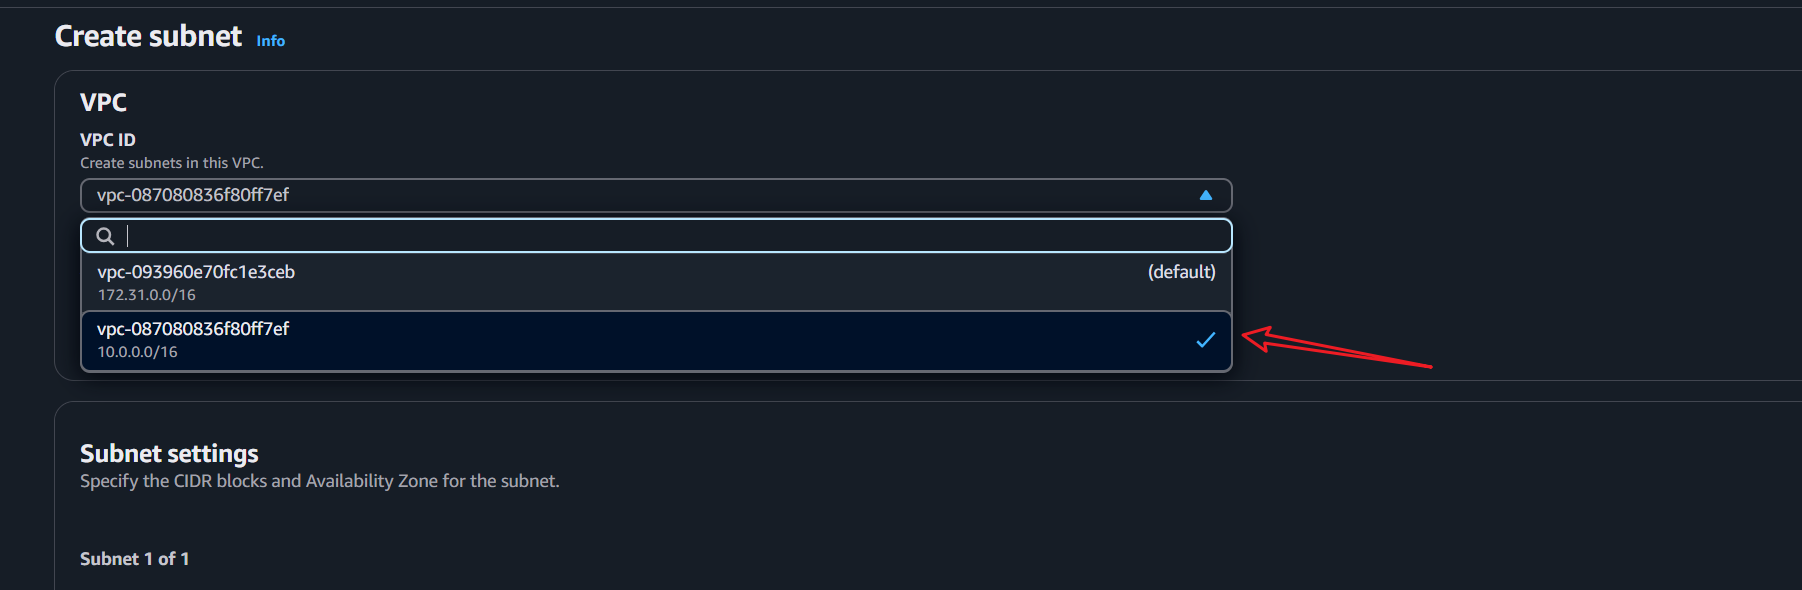 Create subnet Info
VPC
VPC ID
Create subnets in this VPC.
vpc-087080836f80ff7ef
vpc-093960e70fc1e3ceb (default)
172.31.0.0/16
vpc-087080836f80ff7ef
10.0.0.0/16
Subnet settings
Specify the CIDR blocks and Availability Zone for the subnet.
Subnet 1 of 1